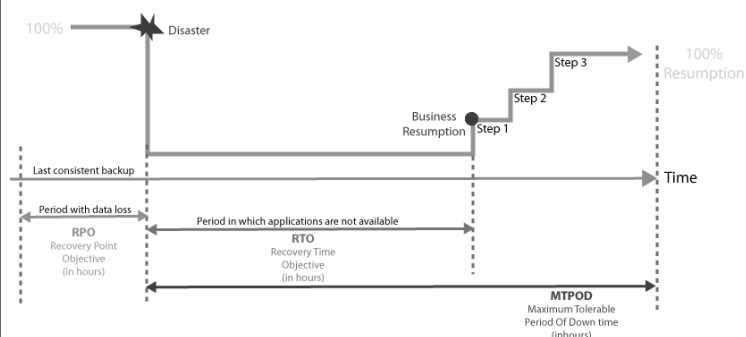 100%
Disaster
100%
Resumption
Step 3
Step 2
Business
Resumption
Step 1
Last consistent backup
Time
Period with data loss
RPO
Recovery Point
Objective
(in hours)
Period in which applications are not available
RTO
Recovery Time
Objective
(in hours)
MTPOD
Maximum Tolerable
Period Of Down time
(inhours)